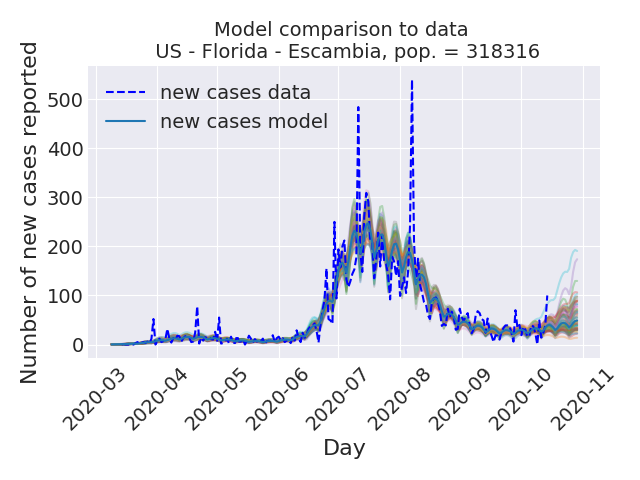 Model comparison to data
US - Florida - Escambia, pop. = 318316
Number of new cases reported
500
400
300
200
100
0
new cases data
new cases model
2020-03
2020-04
2020-05
2020-06
2020-07
2020-08
2020-09
2020-10
2020-11
Day